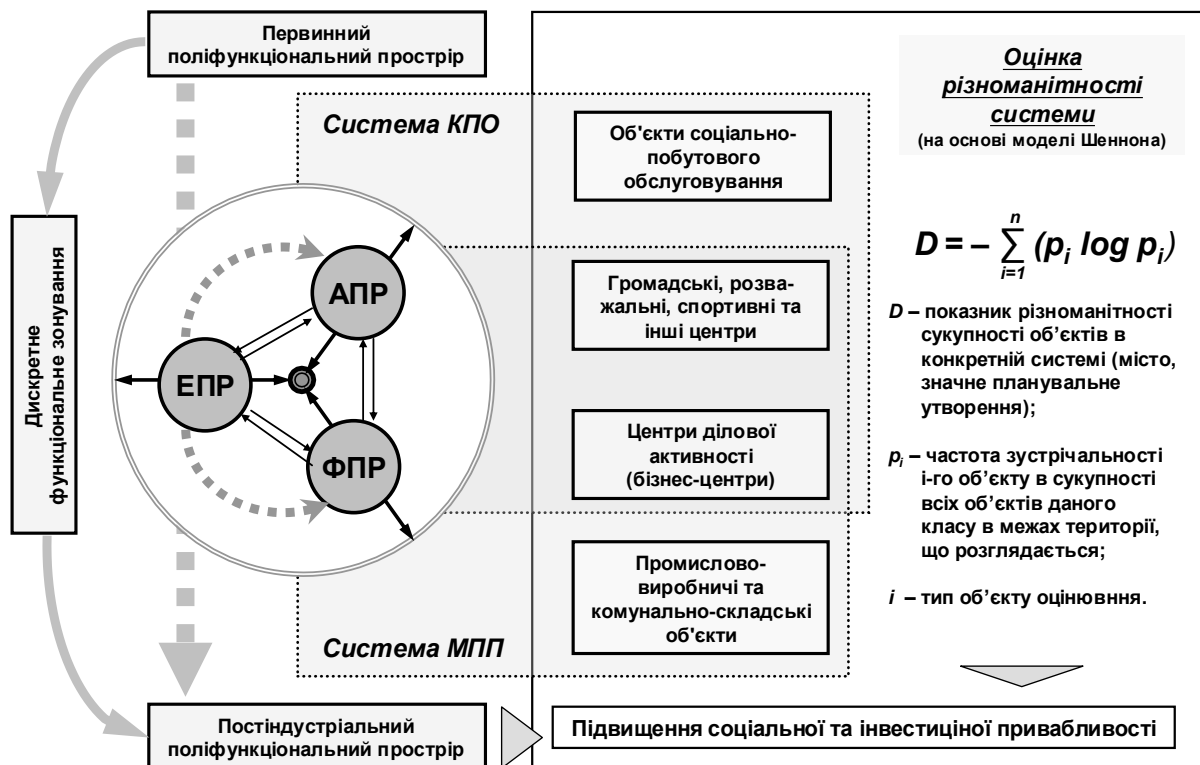 Первинний
поліфункціональний простір
Дискретне
функціональне зонування
Система КПО
АПР
ЕПР
ФПР
Система МПП
Постіндустріальний
поліфункціональний простір
Об'єкти соціально-
побутового
обслуговування
Громадські, розва-
жальні, спортивні та
інші центри
Центри ділової
активності
(бізнес-центри)
Промислово-
виробничі та
комунально-складські
об'єкти
Оцінка
різноманітності
системи
(на основі моделі Шеннона)
D = – ∑ᵢ₌₁ⁿ (pᵢ log pᵢ)
D – показник різноманітності
сукупності об’єктів в
конкретній системі (місто,
значне планувальне
утворення);
pᵢ – частота зустрічальності
і-го об’єкту в сукупності
всіх об’єктів даного
класу в межах території,
що розглядається;
i – тип об’єкту оцінювння.
Підвищення соціальної та інвестиціної привабливості